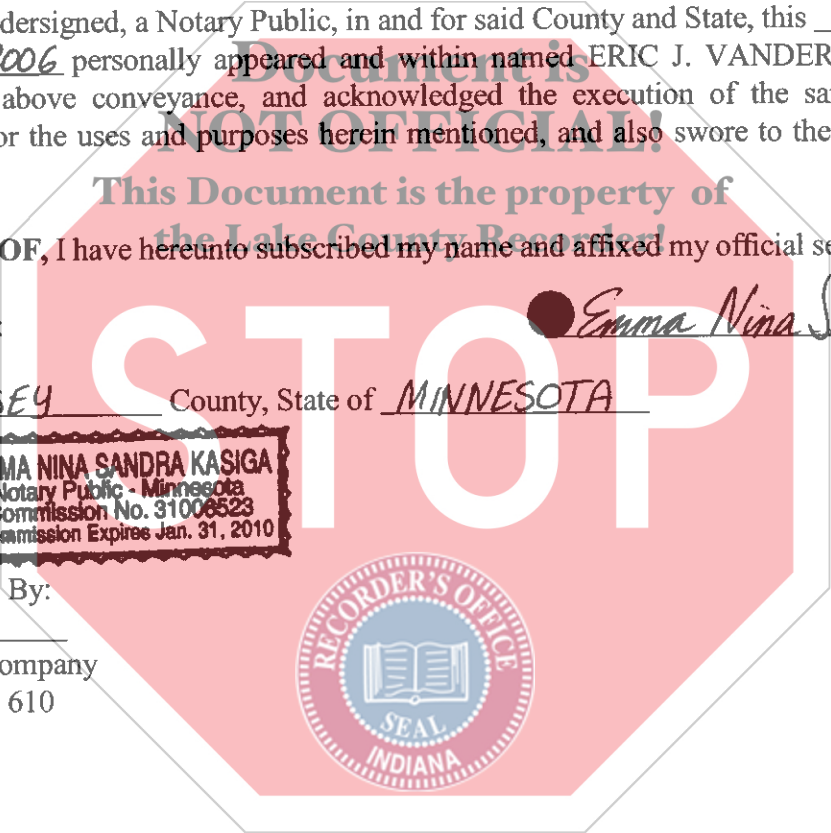 dersigned, a Notary Public, in and for said County and State, this
2006 personally appeared and within named ERIC J. VANDER
Document is
above conveyance, and acknowledged the execution of the sa
NOT OFFICIAL!
or the uses and purposes herein mentioned, and also swore to the
This Document is the property of
the Lake County Recorder!
OF, I have hereunto subscribed my name and affixed my official se
Emma Nina S
STOP
SEY County, State of MINNESOTA
MA NINA SANDRA KASIGA
Notary Public - Minnesota
ommission No. 31006523
mmission Expires Jan. 31, 2010
By:
ompany
610
RECORDER'S OFFICE
SEAL
INDIANA